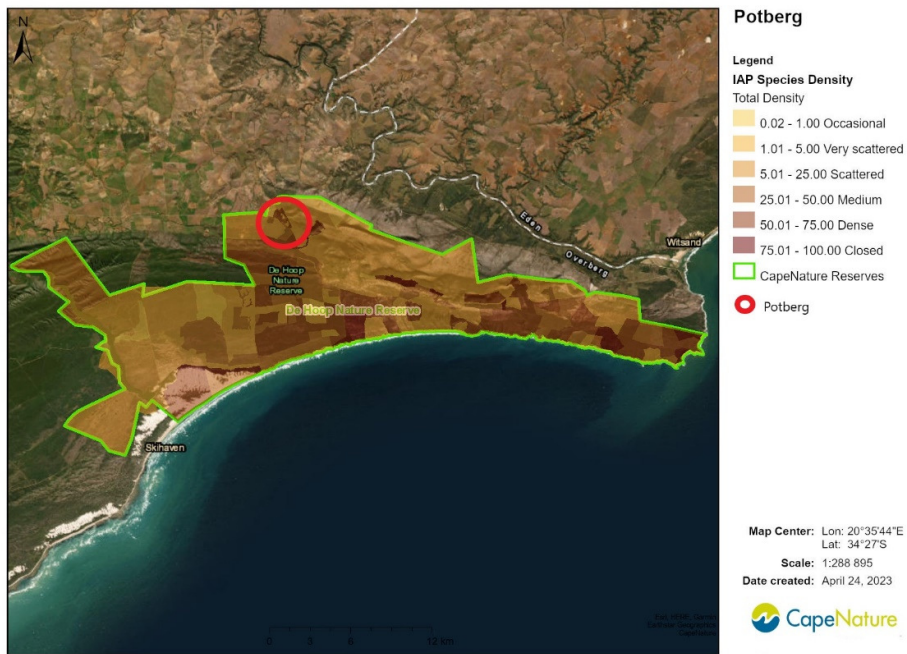 Potberg
Legend
IAP Species Density
Total Density
0.02 - 1.00 Occasional
1.01 - 5.00 Very scattered
5.01 - 25.00 Scattered
25.01 - 50.00 Medium
50.01 - 75.00 Dense
75.01 - 100.00 Closed
CapeNature Reserves
Potberg
N
Eden
Overberg
Witsand
De Hoop
Nature
Reserve
De Hoop Nature Reserve
Skihaven
0 3 6 12 km
Earthstar Geographics
CapeNature
Map Center: Lon: 20°35'44"E
Lat: 34°27'S
Scale: 1:288 895
Date created: April 24, 2023
CapeNature